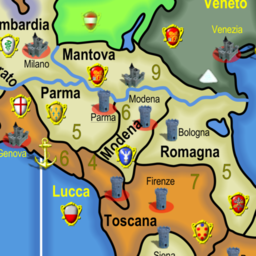 Veneto
mbardia
Venezia
Mantova
Milano
9
ato
Parma
Modena
6
Parma
5
Bologna
Modena
Romagna
Genova
6
4
5
Firenze
7
Lucca
Toscana
Siena